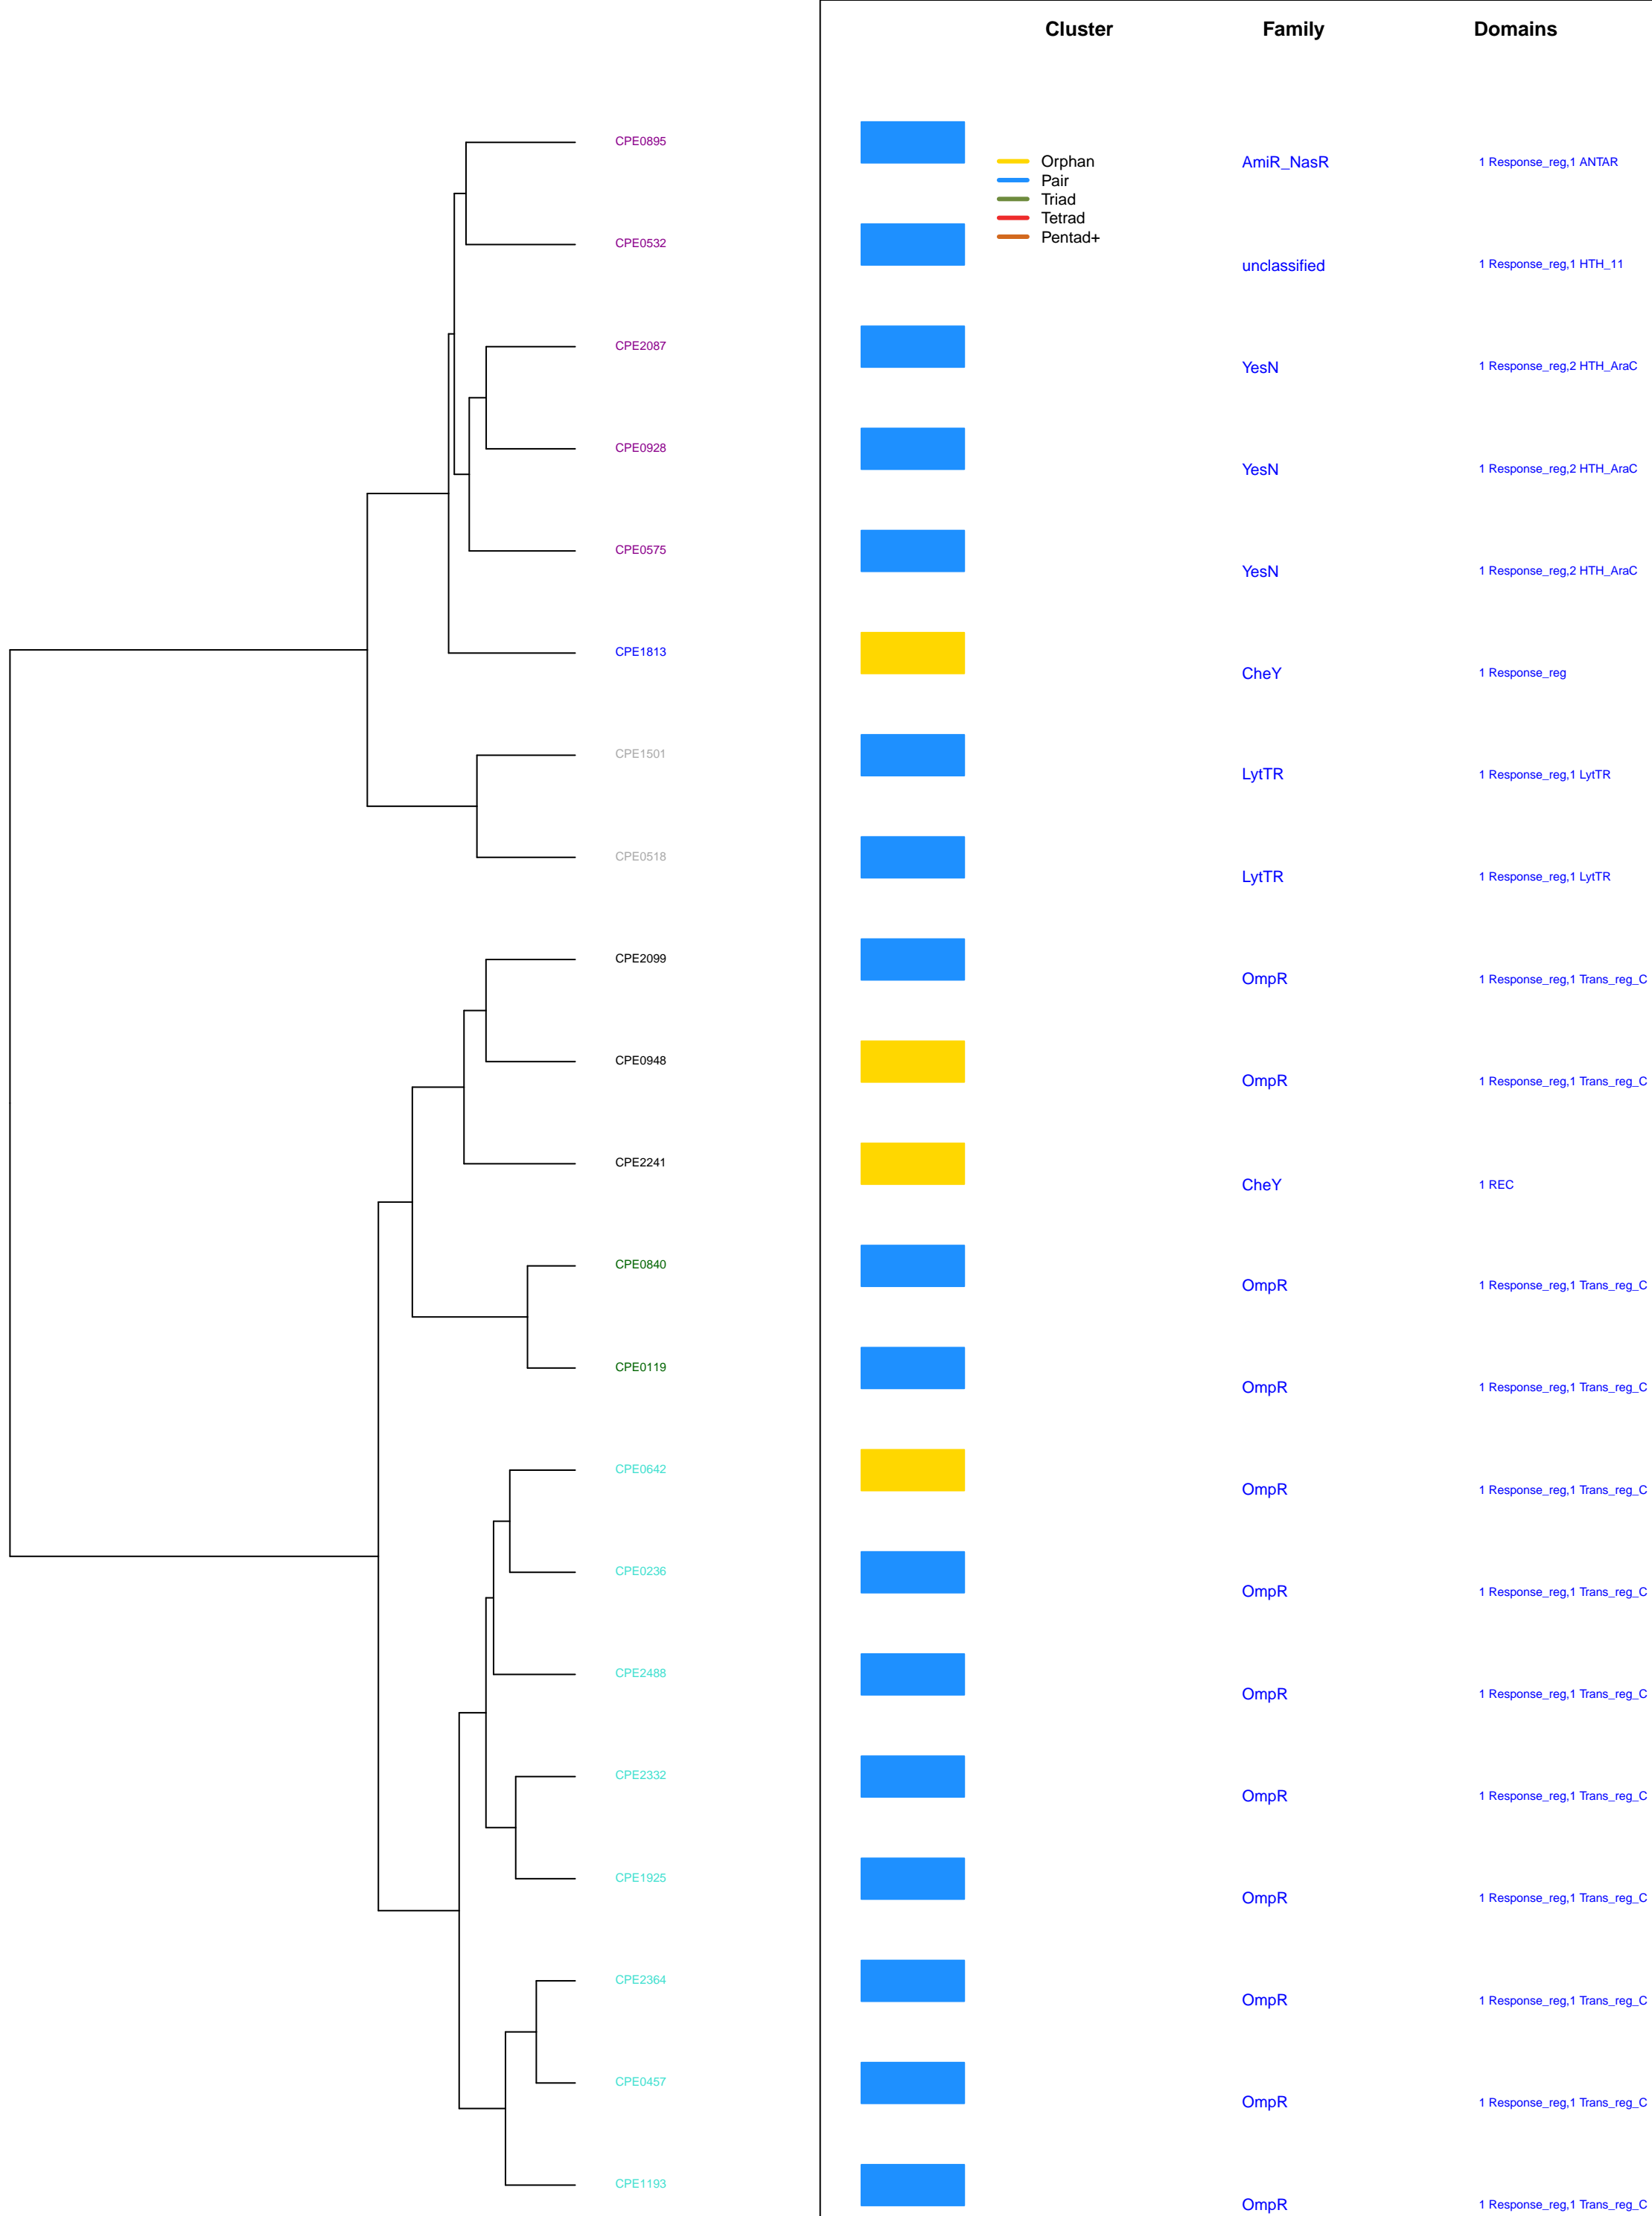 Cluster Family Domains
CPE0895
Orphan
AmiR_NasR 1 Response_reg,1 ANTAR
Pair
Triad
Tetrad
Pentad+
CPE0532
unclassified 1 Response_reg,1 HTH_11
CPE2087
YesN 1 Response_reg,2 HTH_AraC
CPE0928
YesN 1 Response_reg,2 HTH_AraC
CPE0575
YesN 1 Response_reg,2 HTH_AraC
CPE1813
CheY 1 Response_reg
CPE1501
LytTR 1 Response_reg,1 LytTR
CPE0518
LytTR 1 Response_reg,1 LytTR
CPE2099
OmpR 1 Response_reg,1 Trans_reg_C
CPE0948
OmpR 1 Response_reg,1 Trans_reg_C
CPE2241
CheY 1 REC
CPE0840
OmpR 1 Response_reg,1 Trans_reg_C
CPE0119
OmpR 1 Response_reg,1 Trans_reg_C
CPE0642
OmpR 1 Response_reg,1 Trans_reg_C
CPE0236
OmpR 1 Response_reg,1 Trans_reg_C
CPE2488
OmpR 1 Response_reg,1 Trans_reg_C
CPE2332
OmpR 1 Response_reg,1 Trans_reg_C
CPE1925
OmpR 1 Response_reg,1 Trans_reg_C
CPE2364
OmpR 1 Response_reg,1 Trans_reg_C
CPE0457
OmpR 1 Response_reg,1 Trans_reg_C
CPE1193
OmpR 1 Response_reg,1 Trans_reg_C